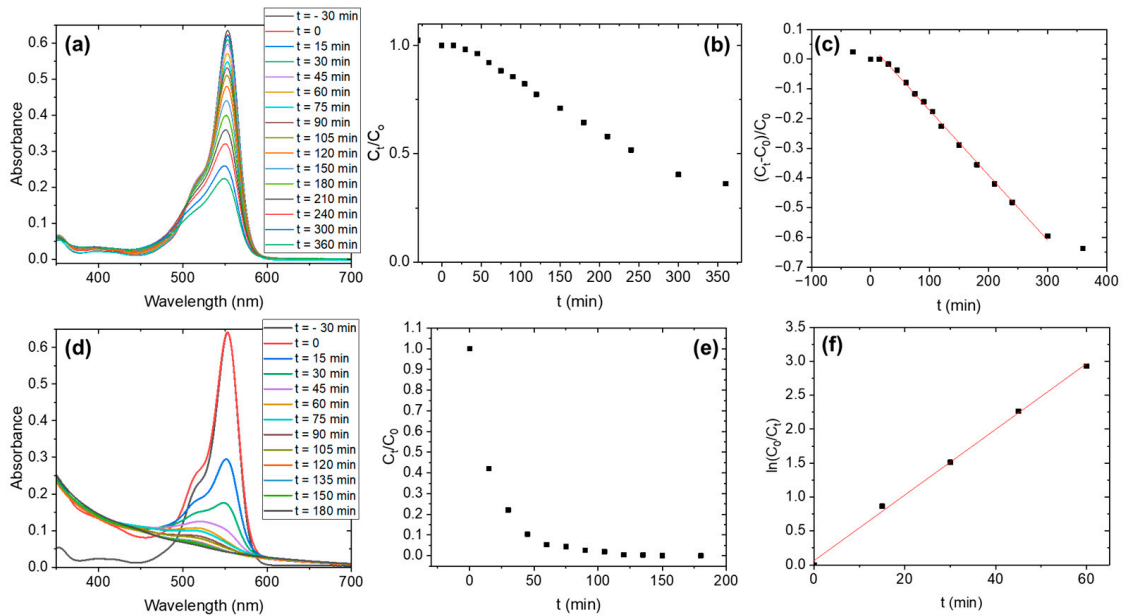 (a)
Absorbance
0.6
0.5
0.4
0.3
0.2
0.1
0.0
400
500
600
700
Wavelength (nm)
t = - 30 min
t = 0
t = 15 min
t = 30 min
t = 45 min
t = 60 min
t = 75 min
t = 90 min
t = 105 min
t = 120 min
t = 150 min
t = 180 min
t = 210 min
t = 240 min
t = 300 min
t = 360 min
(b)
Ct/Co
1.0
0.5
0.0
0
50
100
150
200
250
300
350
t (min)
(c)
(Ct-C0)/C0
0.1
0.0
−0.1
−0.2
−0.3
−0.4
−0.5
−0.6
−0.7
−100
0
100
200
300
400
t (min)
(d)
Absorbance
0.6
0.5
0.4
0.3
0.2
0.1
0.0
400
500
600
700
Wavelength (nm)
t = - 30 min
t = 0
t = 15 min
t = 30 min
t = 45 min
t = 60 min
t = 75 min
t = 90 min
t = 105 min
t = 120 min
t = 135 min
t = 150 min
t = 180 min
(e)
Ct/C0
1.1
1.0
0.9
0.8
0.7
0.6
0.5
0.4
0.3
0.2
0.1
0.0
−50
0
50
100
150
200
t (min)
(f)
ln(C0/Ct)
3.5
3.0
2.5
2.0
1.5
1.0
0.5
0.0
0
20
40
60
t (min)